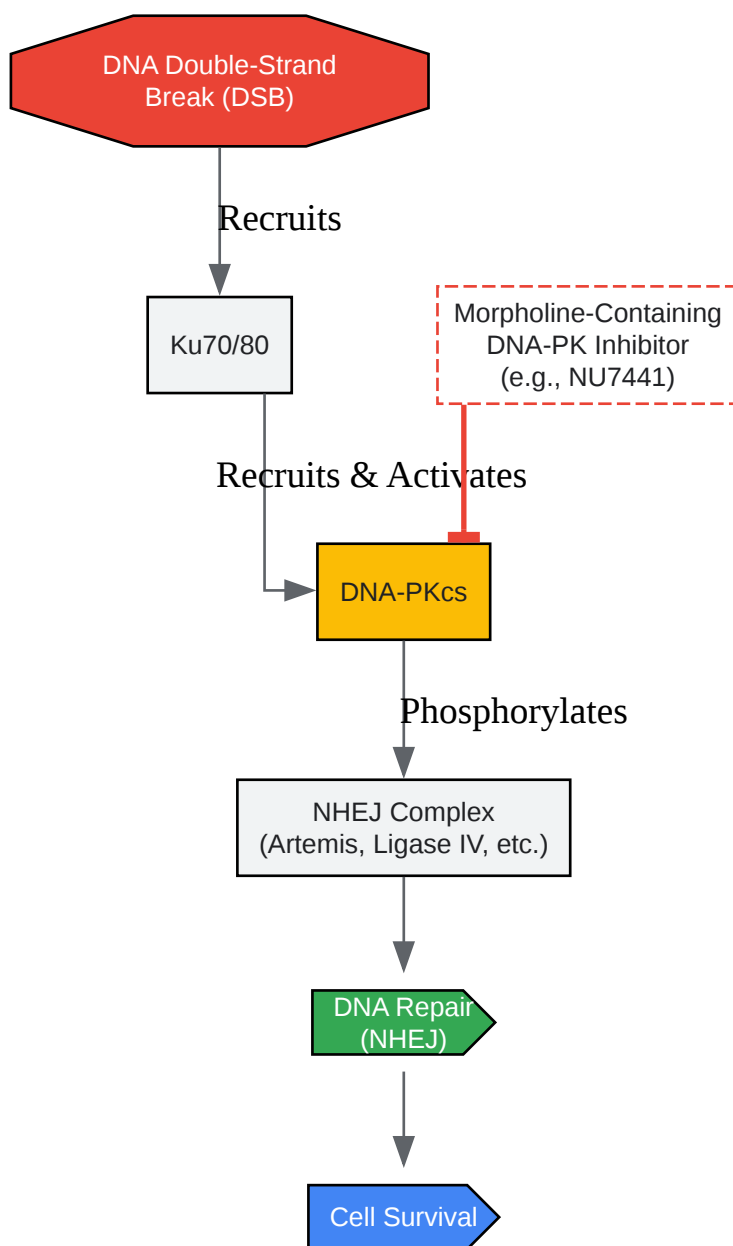 DNA Double-Strand
Break (DSB)
Recruits
Ku70/80
Morpholine-Containing
DNA-PK Inhibitor
(e.g., NU7441)
Recruits & Activates
DNA-PKcs
Phosphorylates
NHEJ Complex
(Artemis, Ligase IV, etc.)
DNA Repair
(NHEJ)
Cell Survival